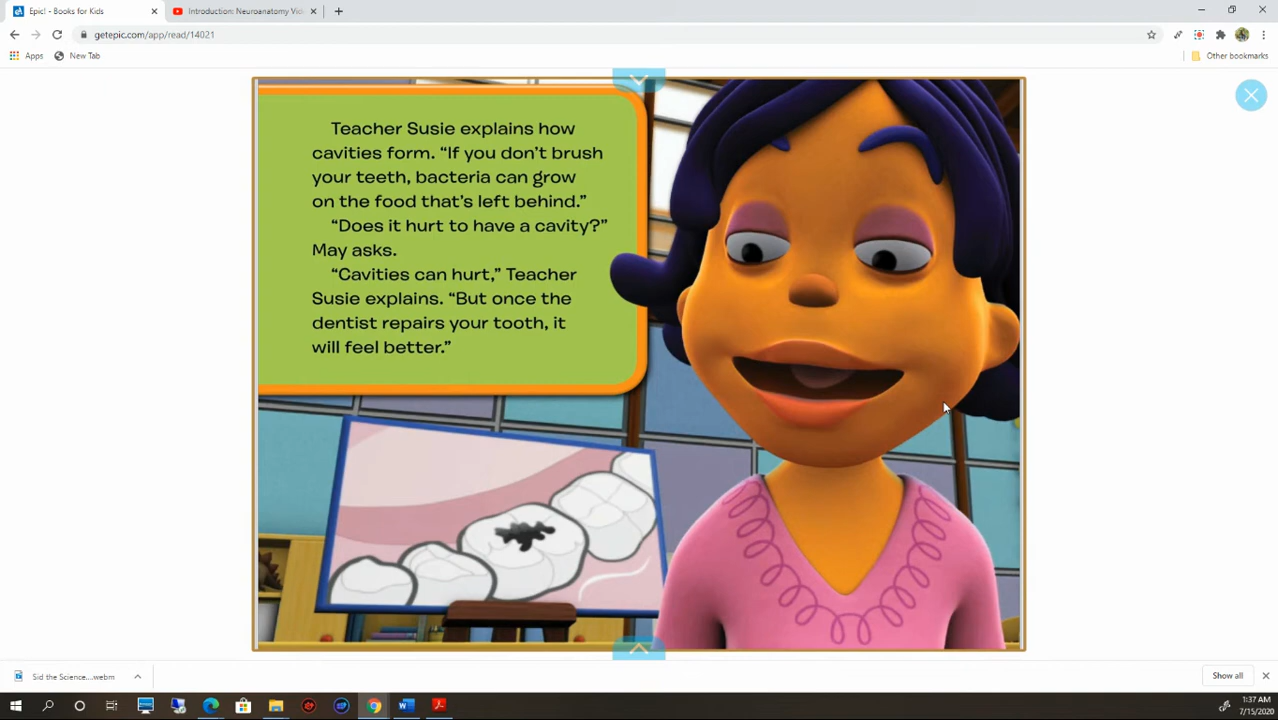 Epic! - Books for Kids
Introduction: Neuroanatomy Vid
getepic.com/app/read/14021
Apps
New Tab
Other bookmarks
Teacher Susie explains how
cavities form. “If you don’t brush
your teeth, bacteria can grow
on the food that’s left behind.”
“Does it hurt to have a cavity?”
May asks.
“Cavities can hurt,” Teacher
Susie explains. “But once the
dentist repairs your tooth, it
will feel better.”
Sid the Science....webm
Show all
1:37 AM
7/15/2020